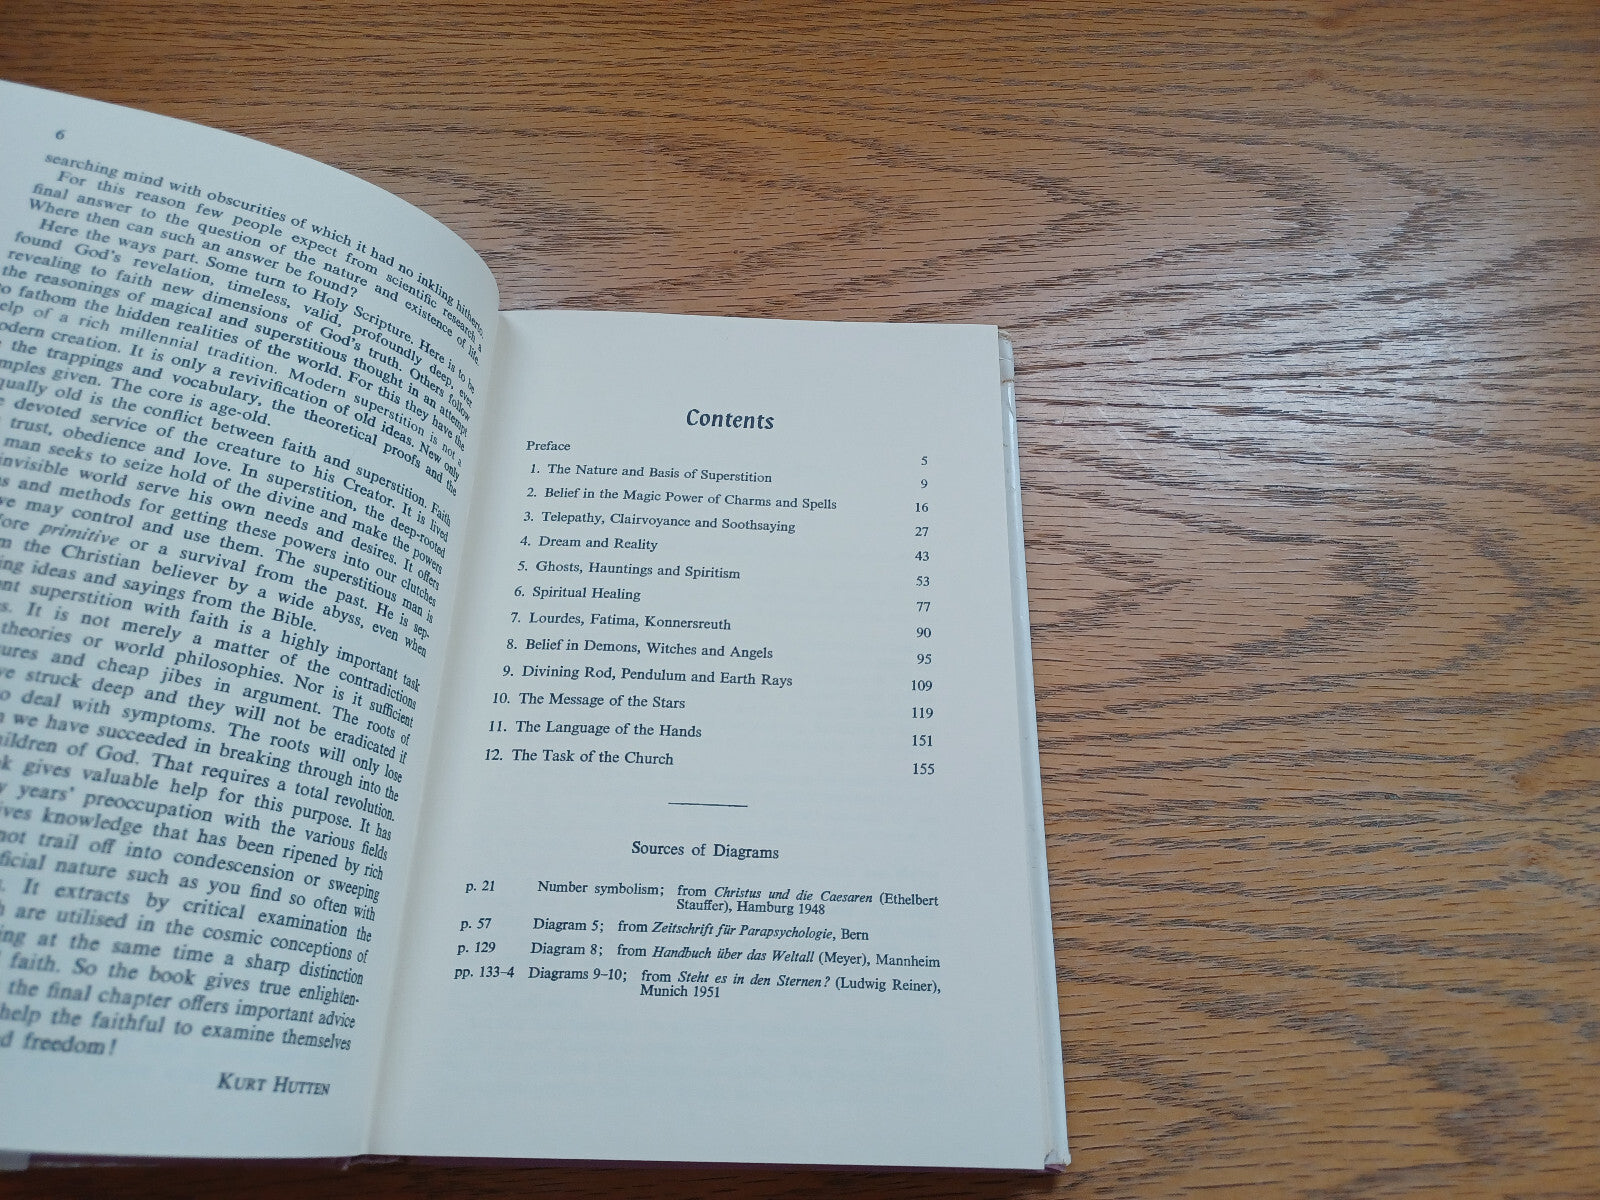 6
searching mind with obscurities of which it had no inkling hitherto.
For this reason few people expect from scientific research a
final answer to the question of the nature and existence of life.
Where then can such an answer be found?
Here the ways part. Some turn to Holy Scripture. Here is to be
found God's revelation, timeless, valid, profoundly deep, ever
revealing to faith new dimensions of God's truth. Others follow
the reasonings of magical and superstitious thought in an attempt
to fathom the hidden realities of the world. For this they have the
help of a rich millennial tradition. Modern superstition is not a
modern creation. It is only a revivification of old ideas. New only
the trappings and vocabulary, the theoretical proofs and the
given. The core is age-old.
old is the conflict between faith and superstition. Faith
devoted service of the creature to his Creator. It is lived
trust, obedience and love. In superstition, the deep-rooted
man seeks to seize hold of the divine and make the powers
invisible world serve his own needs and desires. It offers
and methods for getting these powers into our clutches
we may control and use them. The superstitious man is
primitive or a survival from the past. He is sep-
the Christian believer by a wide abyss, even when
ideas and sayings from the Bible.
superstition with faith is a highly important task
It is not merely a matter of the contradictions
theories or world philosophies. Nor is it sufficient
and cheap jibes in argument. The roots of
struck deep and they will not be eradicated if
to deal with symptoms. The roots will only lose
we have succeeded in breaking through into the
children of God. That requires a total revolution.
gives valuable help for this purpose. It has
years' preoccupation with the various fields
knowledge that has been ripened by rich
not trail off into condescension or sweeping
nature such as you find so often with
It extracts by critical examination the
are utilised in the cosmic conceptions of
at the same time a sharp distinction
faith. So the book gives true enlighten-
the final chapter offers important advice
help the faithful to examine themselves
freedom!
KURT HUTTEN
Contents
Preface 5
1. The Nature and Basis of Superstition 9
2. Belief in the Magic Power of Charms and Spells 16
3. Telepathy, Clairvoyance and Soothsaying 27
4. Dream and Reality 43
5. Ghosts, Hauntings and Spiritism 53
6. Spiritual Healing 77
7. Lourdes, Fatima, Konnersreuth 90
8. Belief in Demons, Witches and Angels 95
9. Divining Rod, Pendulum and Earth Rays 109
10. The Message of the Stars 119
11. The Language of the Hands 151
12. The Task of the Church 155
Sources of Diagrams
p. 21 Number symbolism; from Christus und die Caesaren (Ethelbert
Stauffer), Hamburg 1948
p. 57 Diagram 5; from Zeitschrift für Parapsychologie, Bern
p. 129 Diagram 8; from Handbuch über das Weltall (Meyer), Mannheim
pp. 133–4 Diagrams 9–10; from Steht es in den Sternen? (Ludwig Reiner),
Munich 1951